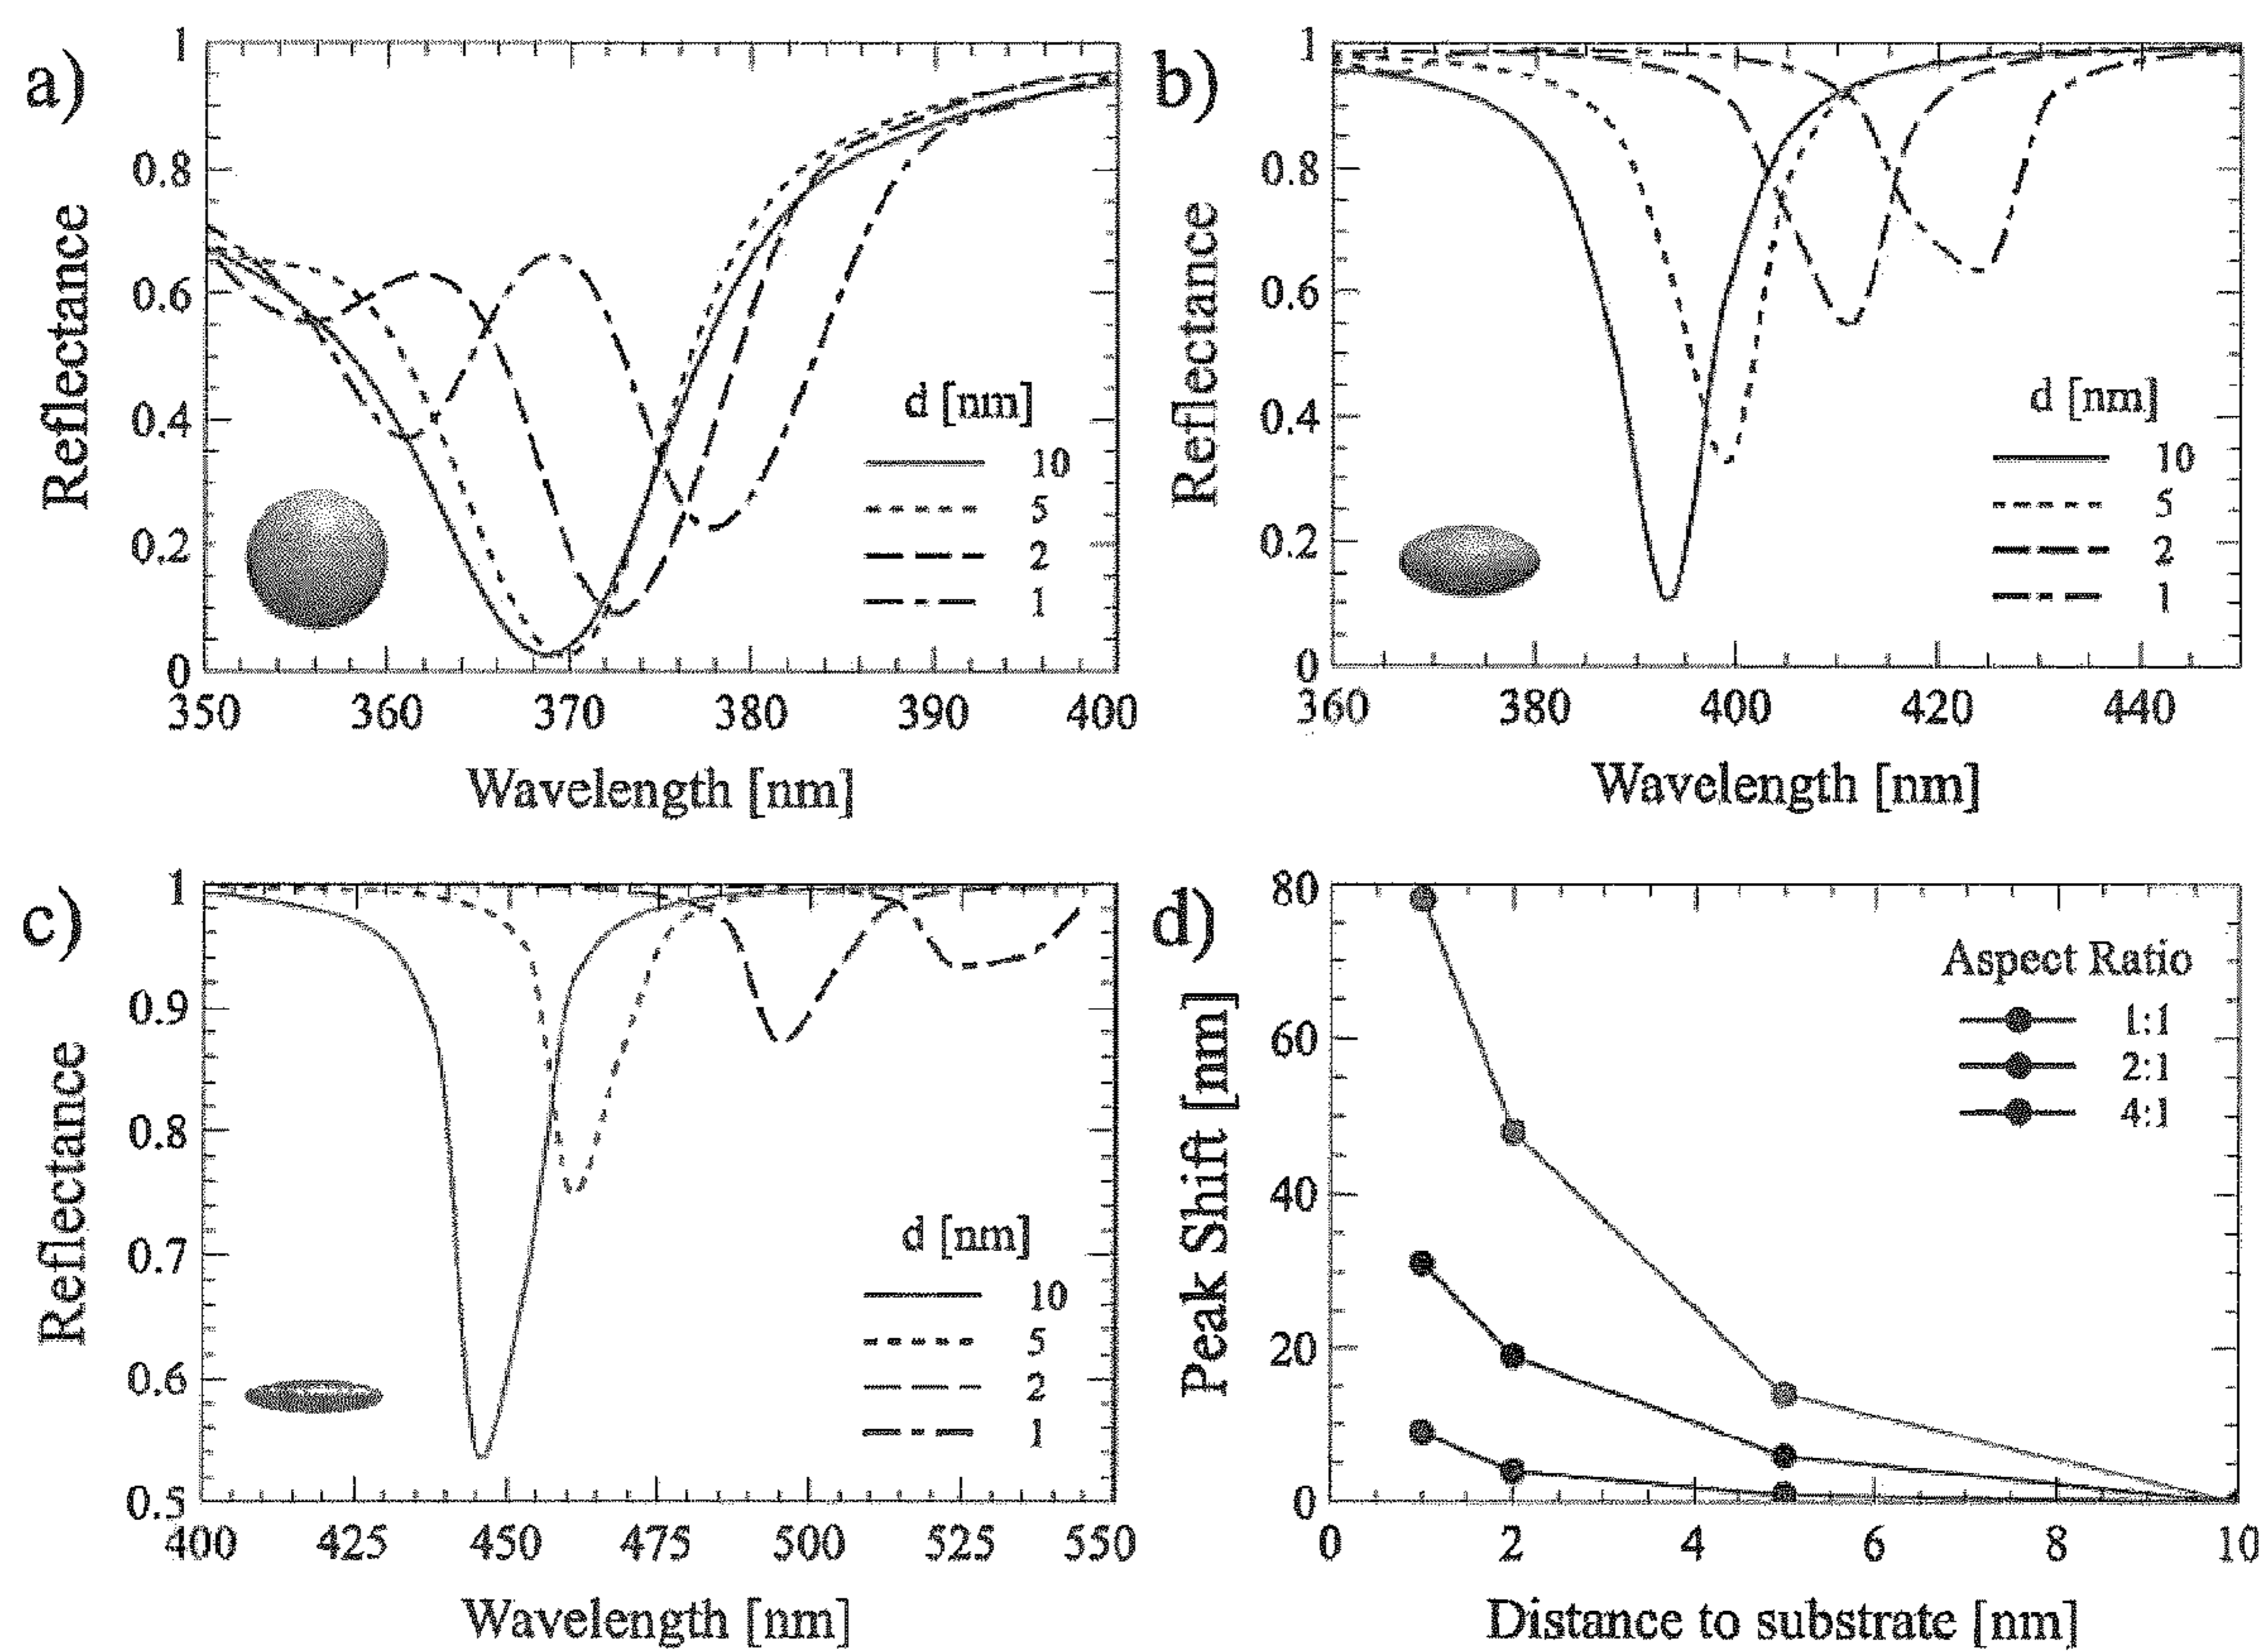 a)
Reflectance
1
0.8
0.6
0.4
0.2
0
350 360 370 380 390 400
Wavelength [nm]
d [nm]
10
5
2
1
b)
Reflectance
1
0.8
0.6
0.4
0.2
0
360 380 400 420 440
Wavelength [nm]
d [nm]
10
5
2
1
c)
Reflectance
1
0.9
0.8
0.7
0.6
0.5
400 425 450 475 500 525 550
Wavelength [nm]
d [nm]
10
5
2
1
d)
Peak Shift [nm]
80
60
40
20
0
0 2 4 6 8 10
Distance to substrate [nm]
Aspect Ratio
1:1
2:1
4:1